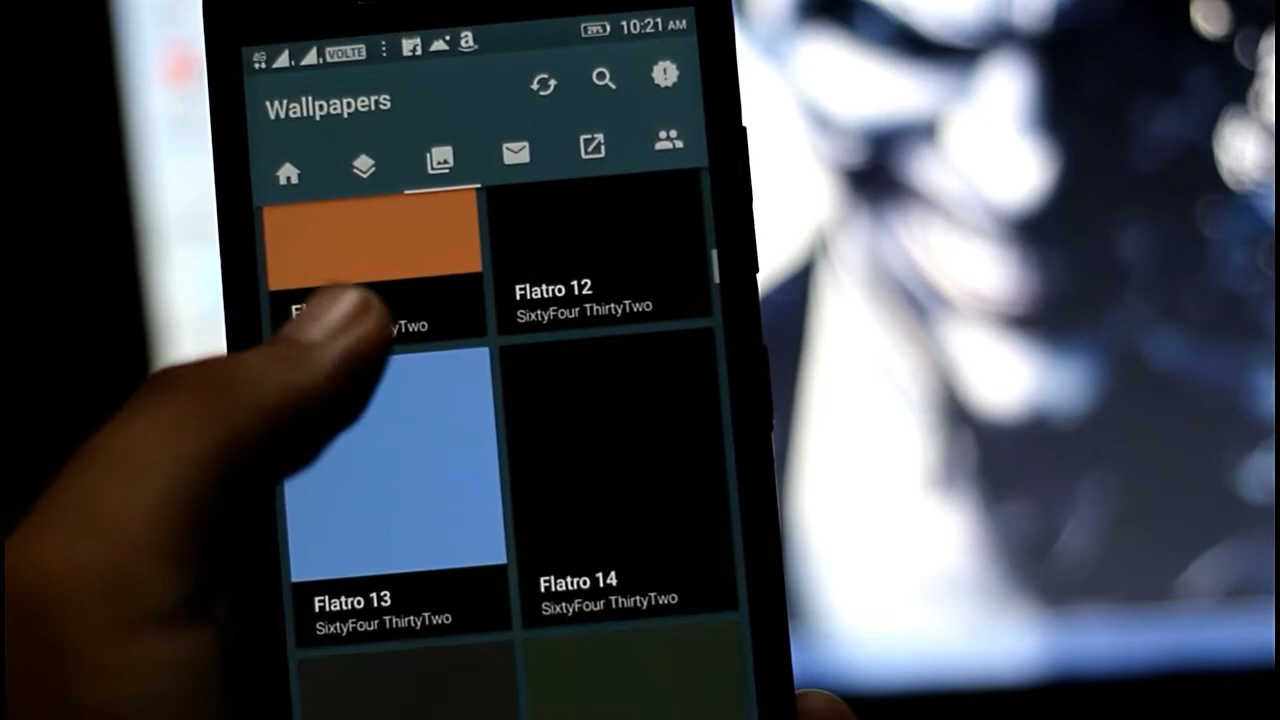 4G VOLTE 29% 10:21 AM
Wallpapers
Flatro 12
SixtyFour ThirtyTwo
Flatro 13
SixtyFour ThirtyTwo
Flatro 14
SixtyFour ThirtyTwo